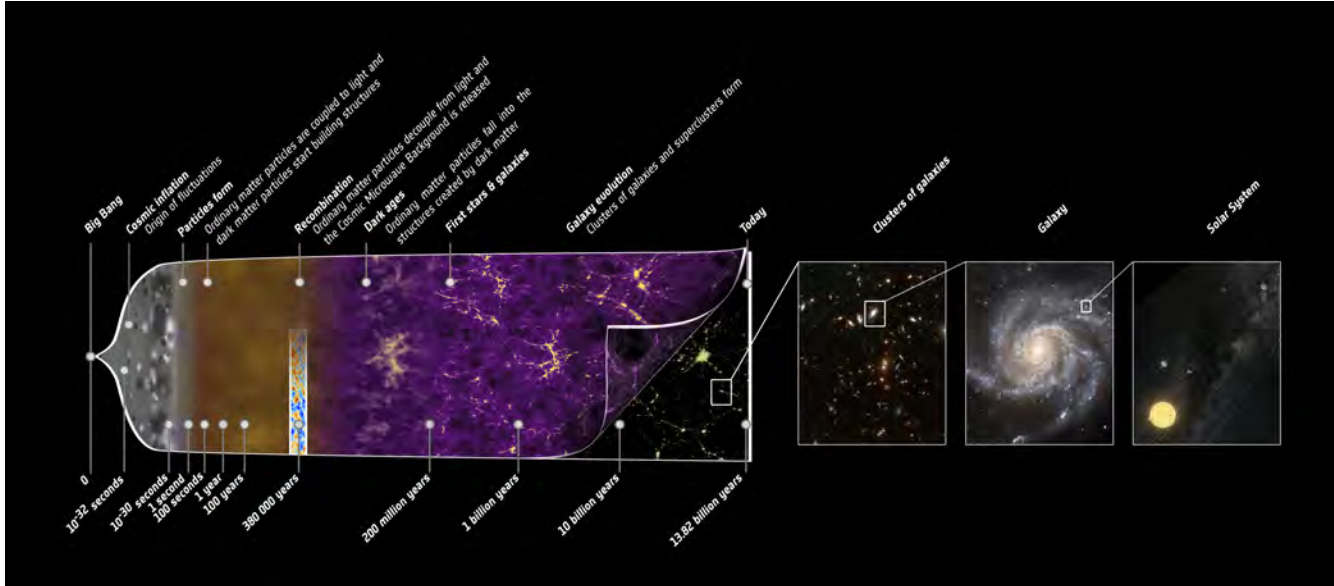 Big Bang
Cosmic inflation
Origin of fluctuations
Particles form
Ordinary matter particles are coupled to light and
dark matter particles start building structures
Recombination
Ordinary matter particles decouple from light and
the Cosmic Microwave Background is released
Dark ages
Ordinary matter particles fall into the
structures created by dark matter
First stars & galaxies
Galaxy evolution
Clusters of galaxies and superclusters form
Today
Clusters of galaxies
Galaxy
Solar System
0
10⁻³² seconds
10⁻³⁰ seconds
1 second
100 seconds
1 year
100 years
380 000 years
200 million years
1 billion years
10 billion years
13.82 billion years